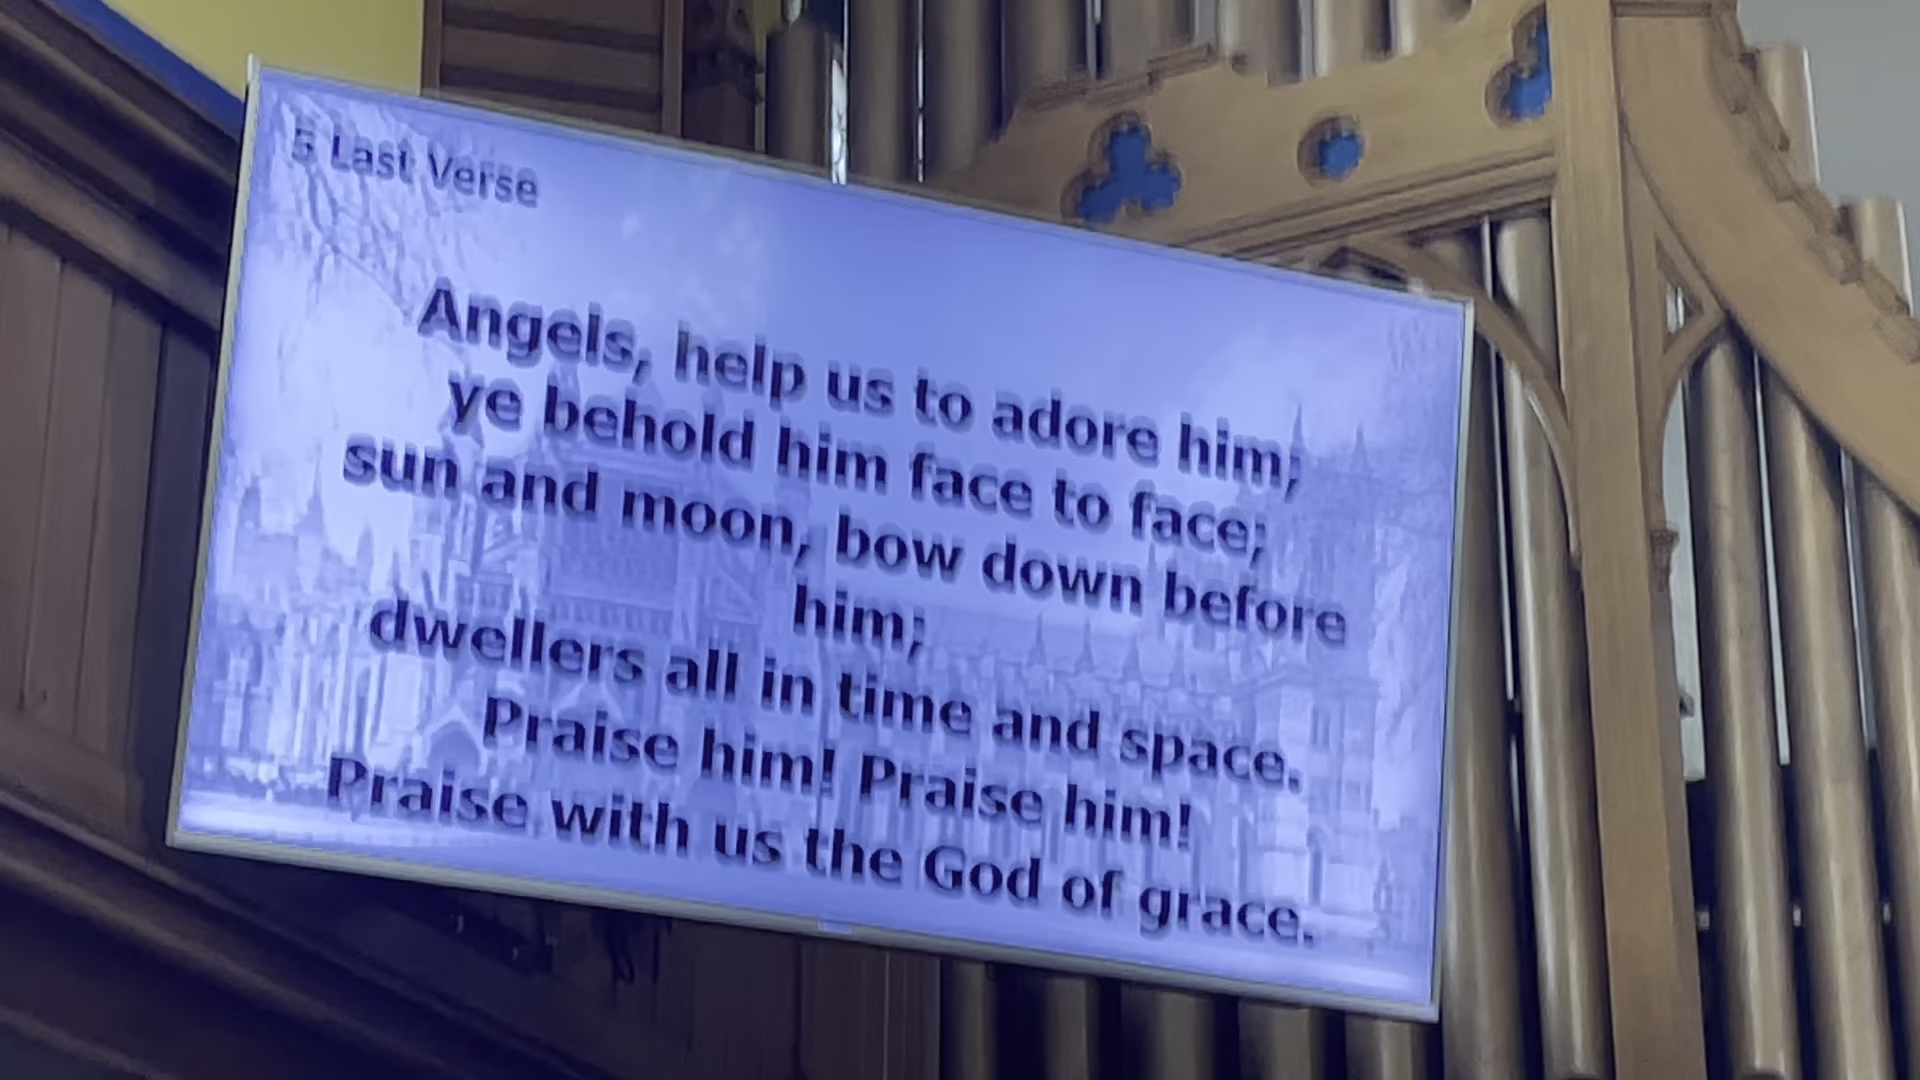 5 Last Verse
Angels, help us to adore him;
ye behold him face to face;
sun and moon, bow down before
him;
dwellers all in time and space.
Praise him! Praise him!
Praise with us the God of grace.